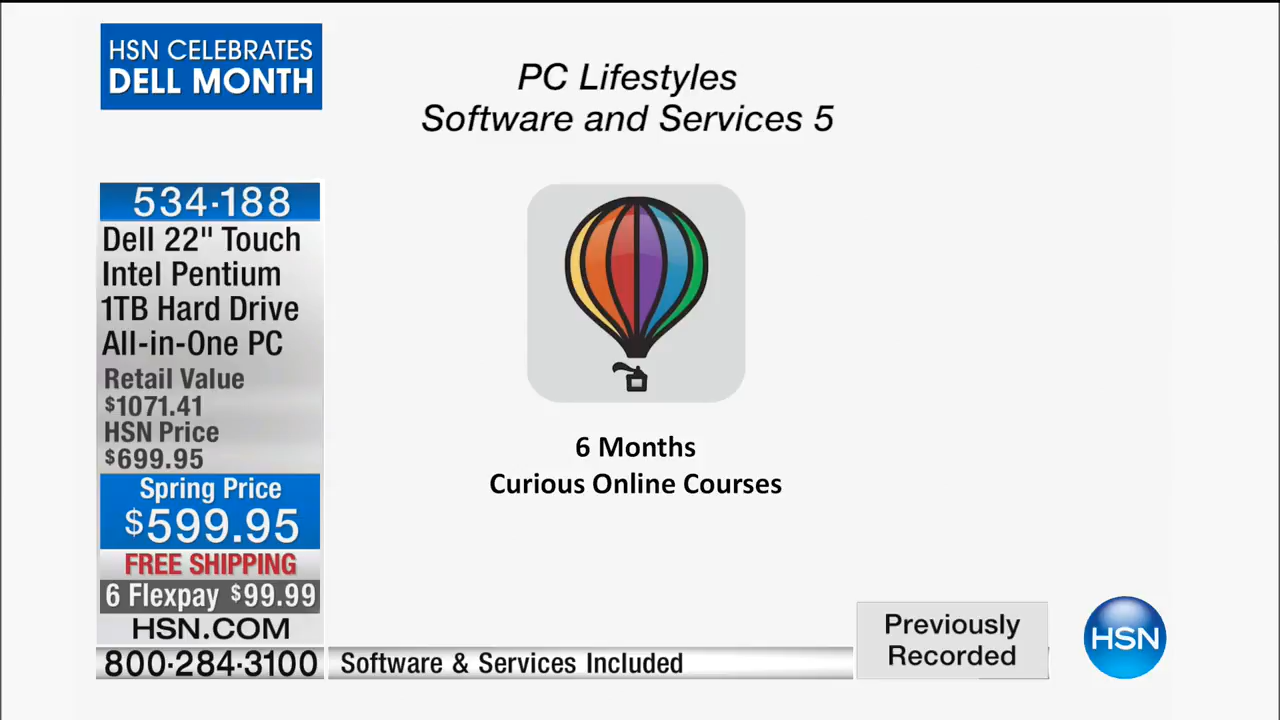 HSN CELEBRATES
DELL MONTH
PC Lifestyles
Software and Services 5
534·188
Dell 22" Touch
Intel Pentium
1TB Hard Drive
All-in-One PC
Retail Value
$1071.41
HSN Price
$699.95
Spring Price
$599.95
FREE SHIPPING
6 Flexpay $99.99
HSN.COM
800·284·3100
6 Months
Curious Online Courses
Software & Services Included
Previously
Recorded
HSN